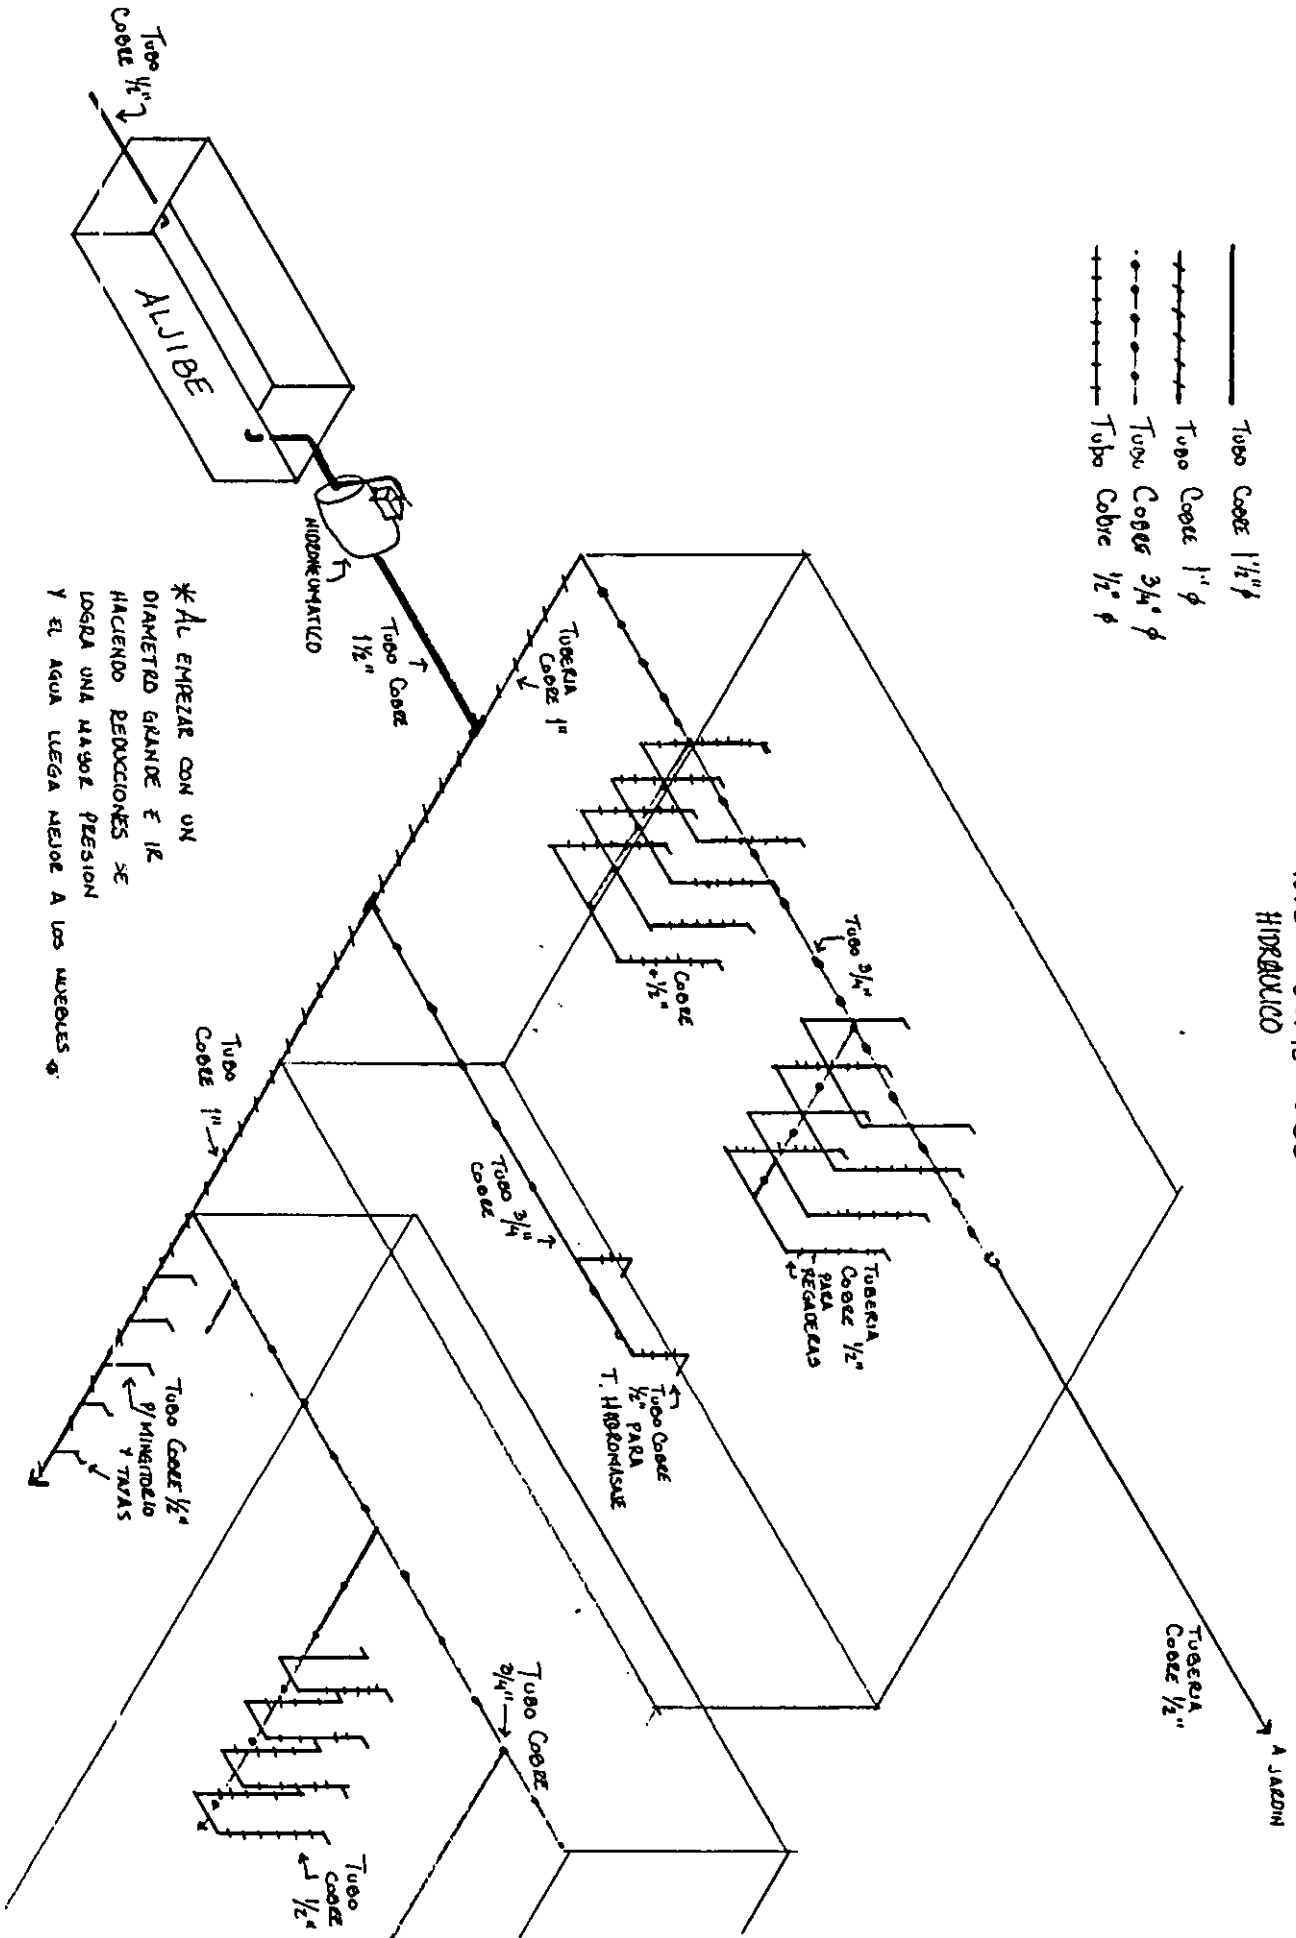 HIDRAULICO
TUBO COBRE 1½" ϕ
TUBO COBRE 1" ϕ
TUBO COBRE 3/4" ϕ
Tubo Cobre ½" ϕ
TUBO
COBRE ½"
ALJIBE
HIDRONEUMATICO
TUBO COBRE
1½"
TUBERIA
COBRE 1"
COBRE
½"
TUBO 3/4"
TUBERIA
COBRE ½"
PARA
REGADERAS
TUBERIA
COBRE ½"
A JARDIN
TUBO 3/4"
COBRE
TUBO COBRE
½" PARA
T. HIDROMASAJE
TUBO
COBRE 1"
TUBO COBRE ½"
P/MINGITORIO
Y TAZAS
TUBO COBRE
3/4"
TUBO
COBRE
½"
* AL EMPEZAR CON UN
DIAMETRO GRANDE E IR
HACIENDO REDUCCIONES SE
LOGRA UNA MAYOR PRESION
Y EL AGUA LLEGA MEJOR A LOS MUEBLES